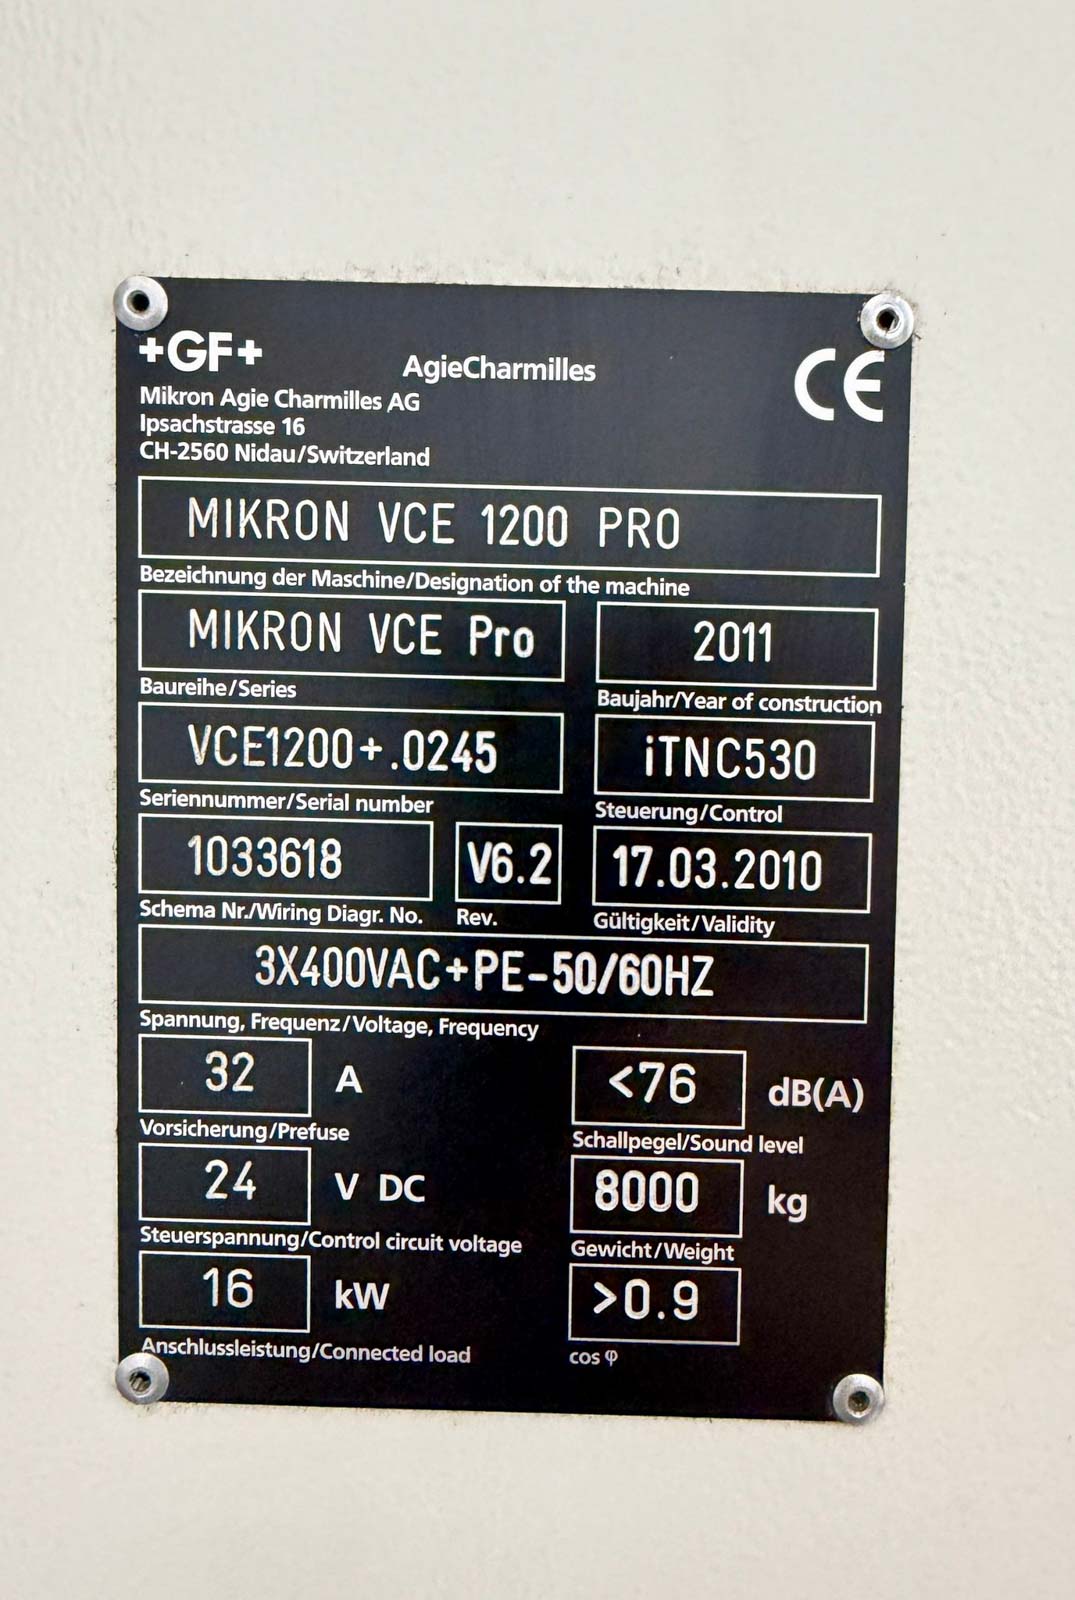 +GF+
AgieCharmilles
CE
Mikron Agie Charmilles AG
Ipsachstrasse 16
CH-2560 Nidau/Switzerland
MIKRON VCE 1200 PRO
Bezeichnung der Maschine/Designation of the machine
MIKRON VCE Pro
2011
Baureihe/Series
Baujahr/Year of construction
VCE1200+.0245
iTNC530
Seriennummer/Serial number
Steuerung/Control
1033618
V6.2
17.03.2010
Schema Nr./Wiring Diagr. No.
Rev.
Gültigkeit/Validity
3X400VAC+PE-50/60HZ
Spannung, Frequenz/Voltage, Frequency
32 A
<76 dB(A)
Vorsicherung/Prefuse
Schallpegel/Sound level
24 V DC
8000 kg
Steuerspannung/Control circuit voltage
Gewicht/Weight
16 kW
>0.9
Anschlussleistung/Connected load
cos φ